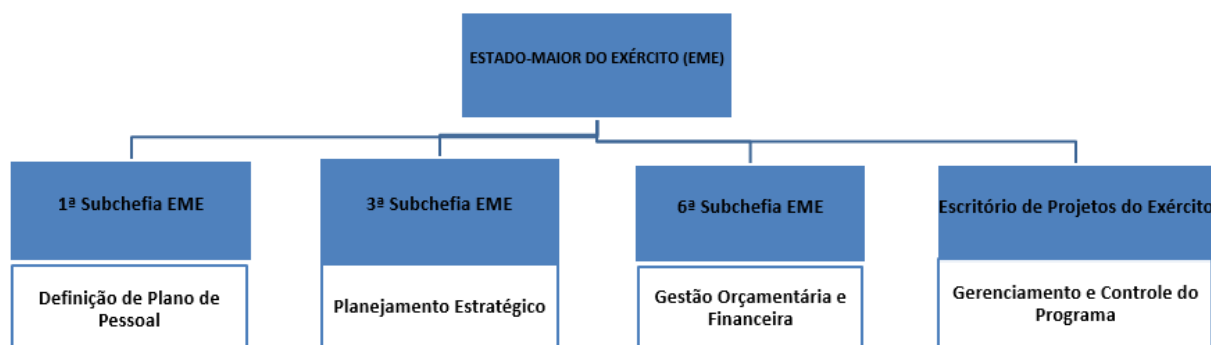 ESTADO-MAIOR DO EXÉRCITO (EME)
1ª Subchefia EME
3ª Subchefia EME
6ª Subchefia EME
Escritório de Projetos do Exército
Definição de Plano de
Pessoal
Planejamento Estratégico
Gestão Orçamentária e
Financeira
Gerenciamento e Controle do
Programa